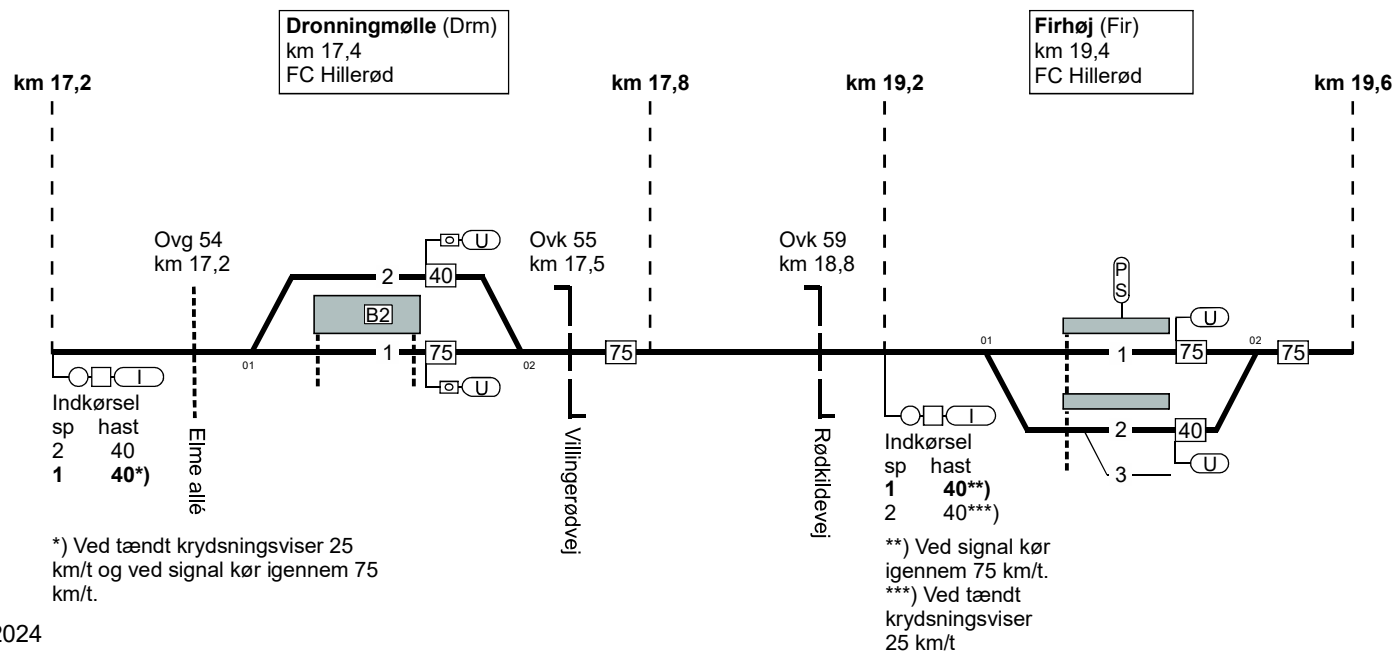 Dronningmølle (Drm)
km 17,4
FC Hillerød
Firhøj (Fir)
km 19,4
FC Hillerød
km 17,2
km 17,8
km 19,2
km 19,6
Ovg 54
km 17,2
Ovk 55
km 17,5
Ovk 59
km 18,8
U
2
40
B2
P
S
U
01
1
75
02
75
01
1
75
02
75
U
I
Indkørsel
sp hast
2 40
1 40*)
Elme allé
Villingerødvej
Rødkildevej
I
Indkørsel
sp hast
1 40**)
2 40***)
2
40
U
3
*) Ved tændt krydsningsviser 25
km/t og ved signal kør igennem 75
km/t.
**) Ved signal kør
igennem 75 km/t.
***) Ved tændt
krydsningsviser
25 km/t
2024